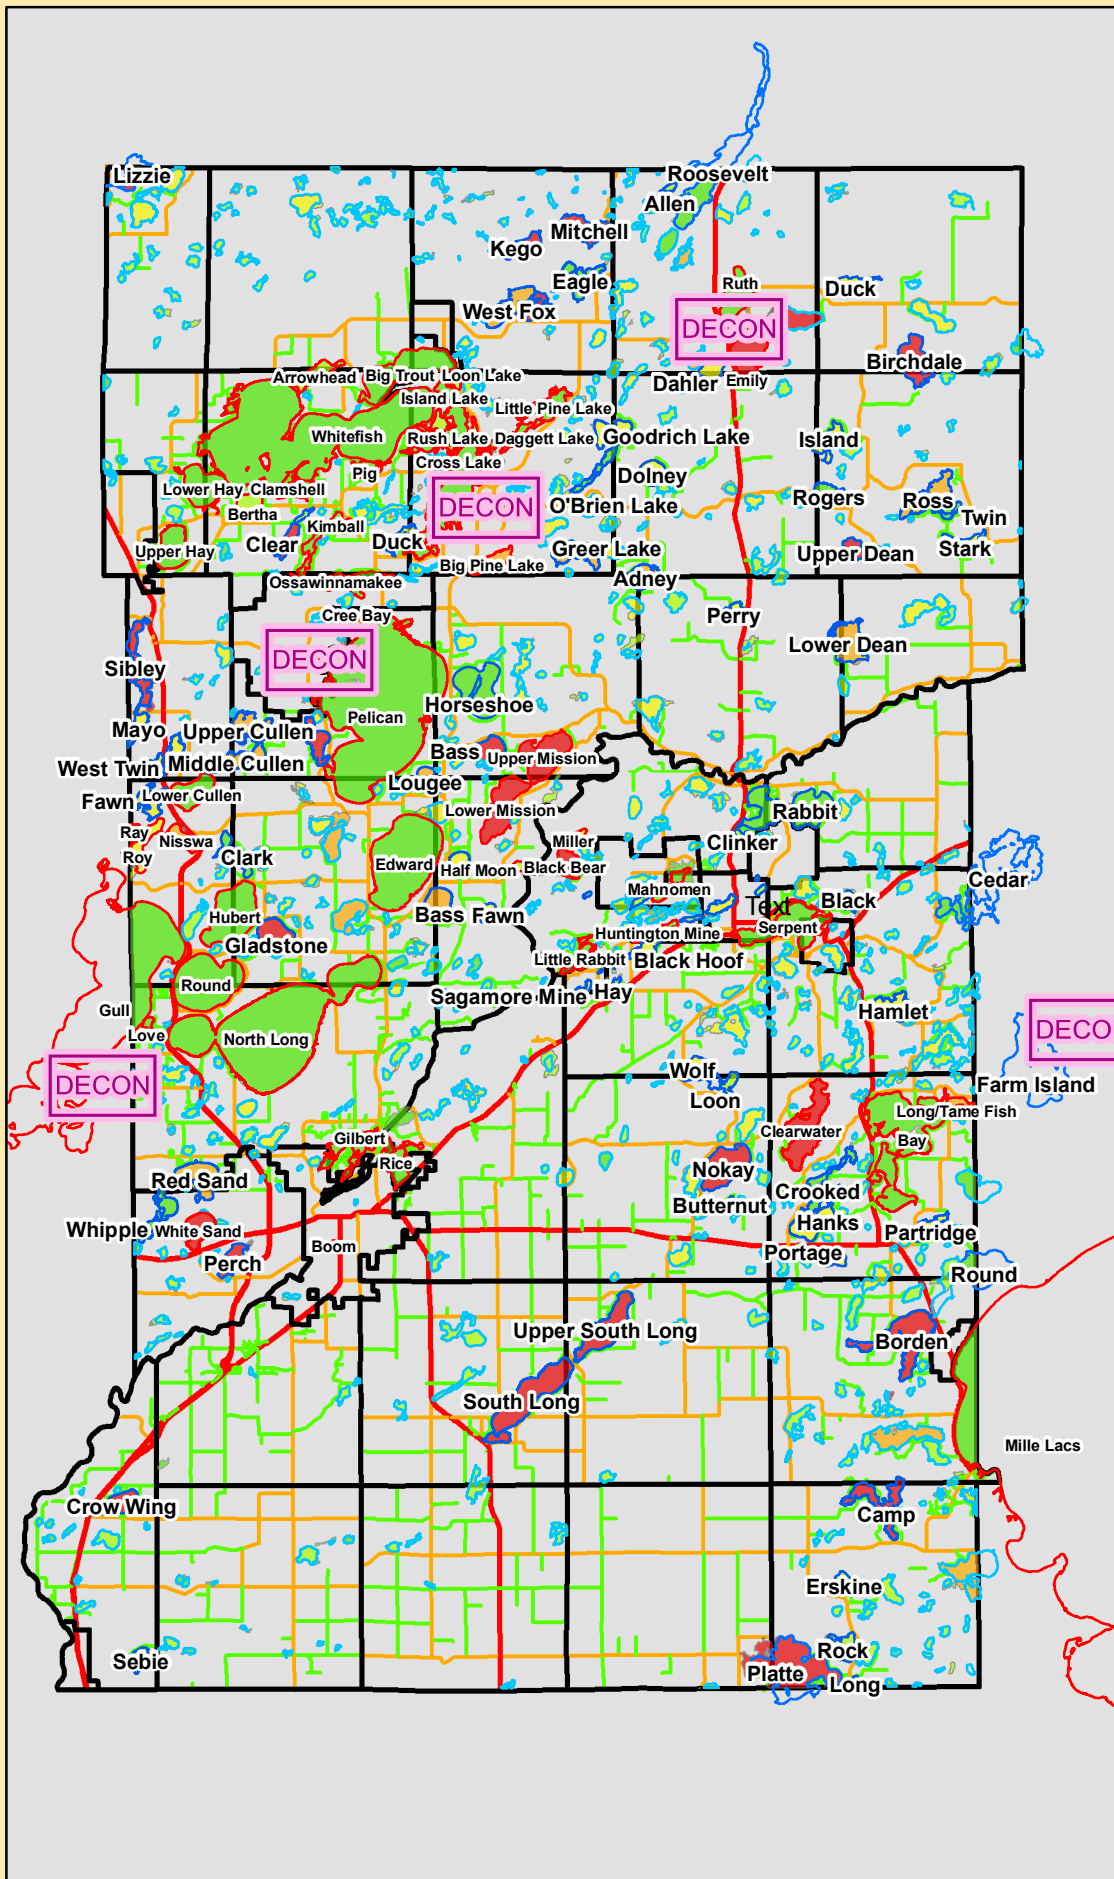 Lizzie
Roosevelt
Allen
Mitchell
Kego
Eagle
Ruth
Duck
West Fox
DECON
Birchdale
Arrowhead
Big Trout
Loon Lake
Dahler
Emily
Island Lake
Little Pine Lake
Whitefish
Rush Lake
Daggett Lake
Goodrich Lake
Island
Cross Lake
Pig
Dolney
Lower Hay
Clamshell
Rogers
Ross
DECON
O'Brien Lake
Bertha
Kimball
Twin
Clear
Duck
Upper Hay
Greer Lake
Upper Dean
Stark
Big Pine Lake
Ossawinnamakee
Adney
Cree Bay
Perry
Lower Dean
DECON
Sibley
Horseshoe
Pelican
Mayo
Upper Cullen
Bass
Upper Mission
West Twin
Middle Cullen
Lougee
Fawn
Lower Cullen
Lower Mission
Rabbit
Ray
Nisswa
Miller
Clinker
Roy
Clark
Edward
Half Moon
Black Bear
Cedar
Mahnomen
Text
Black
Hubert
Bass
Fawn
Serpent
Gladstone
Huntington Mine
Little Rabbit
Black Hoof
Round
Sagamore Mine
Hay
Gull
Hamlet
Love
North Long
DECO
Wolf
DECON
Farm Island
Loon
Long/Tame Fish
Clearwater
Gilbert
Bay
Rice
Nokay
Red Sand
Crooked
Butternut
Whipple
White Sand
Hanks
Partridge
Boom
Portage
Perch
Round
Upper South Long
Borden
South Long
Mille Lacs
Crow Wing
Camp
Erskine
Sebie
Rock
Platte
Long